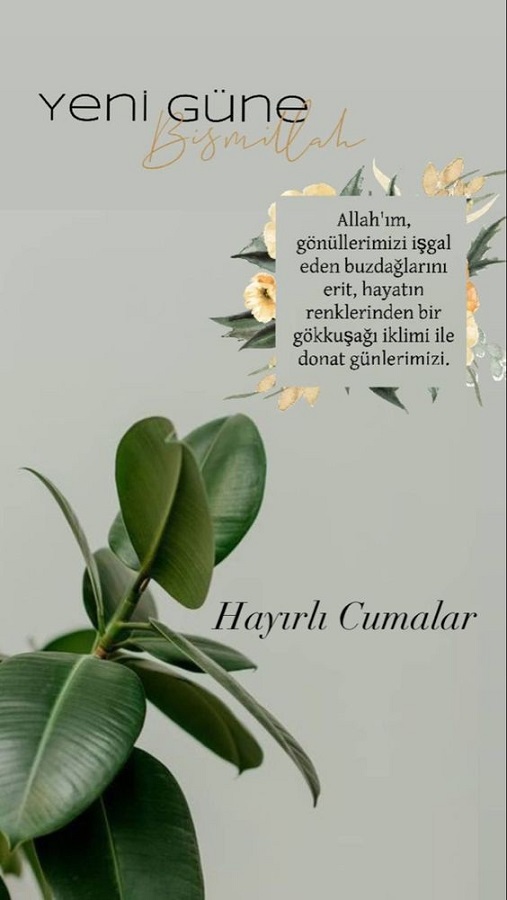 Yeni Güne
Bismillah
Allah'ım,
gönüllerimizi işgal
eden buzdağlarını
erit, hayatın
renklerinden bir
gökkuşağı iklimi ile
donat günlerimizi.
Hayırlı Cumalar